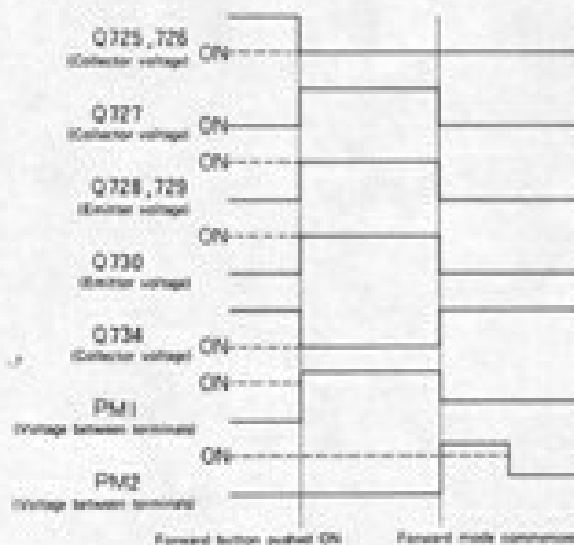 Q725,726 ON
(Collector voltage)
Q727
(Collector voltage) ON
ON
Q728,729
(Emitter voltage)
ON
Q730
(Emitter voltage)
Q734
(Collector voltage) ON
ON
PM1
(Voltage between terminals)
ON
PM2
(Voltage between terminals)
Forward button pushed ON
Forward mode commences